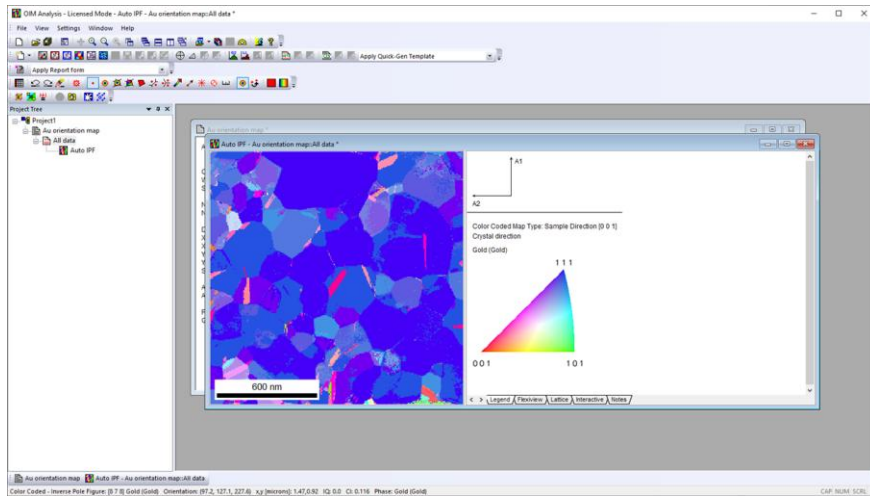 OIM Analysis - Licensed Mode - Auto IPF - Au orientation map::All data *
File View Settings Window Help
Apply Quick-Gen Template
Apply Report form
Project Tree
Project1
Au orientation map
All data
Auto IPF
Au orientation map *
Auto IPF - Au orientation map::All data *
A1
A2
Color Coded Map Type: Sample Direction [0 0 1]
Crystal direction
Gold (Gold)
1 1 1
0 0 1 1 0 1
600 nm
Legend Flexiview Lattice Interactive Notes
Au orientation map Auto IPF - Au orientation map::All data
Color Coded - Inverse Pole Figure: [8 7 8] Gold (Gold) Orientation: (97.2, 127.1, 227.6) x,y [microns]: 1.47,0.92 IQ: 0.0 CI: 0.116 Phase: Gold (Gold) CAP NUM SCRL